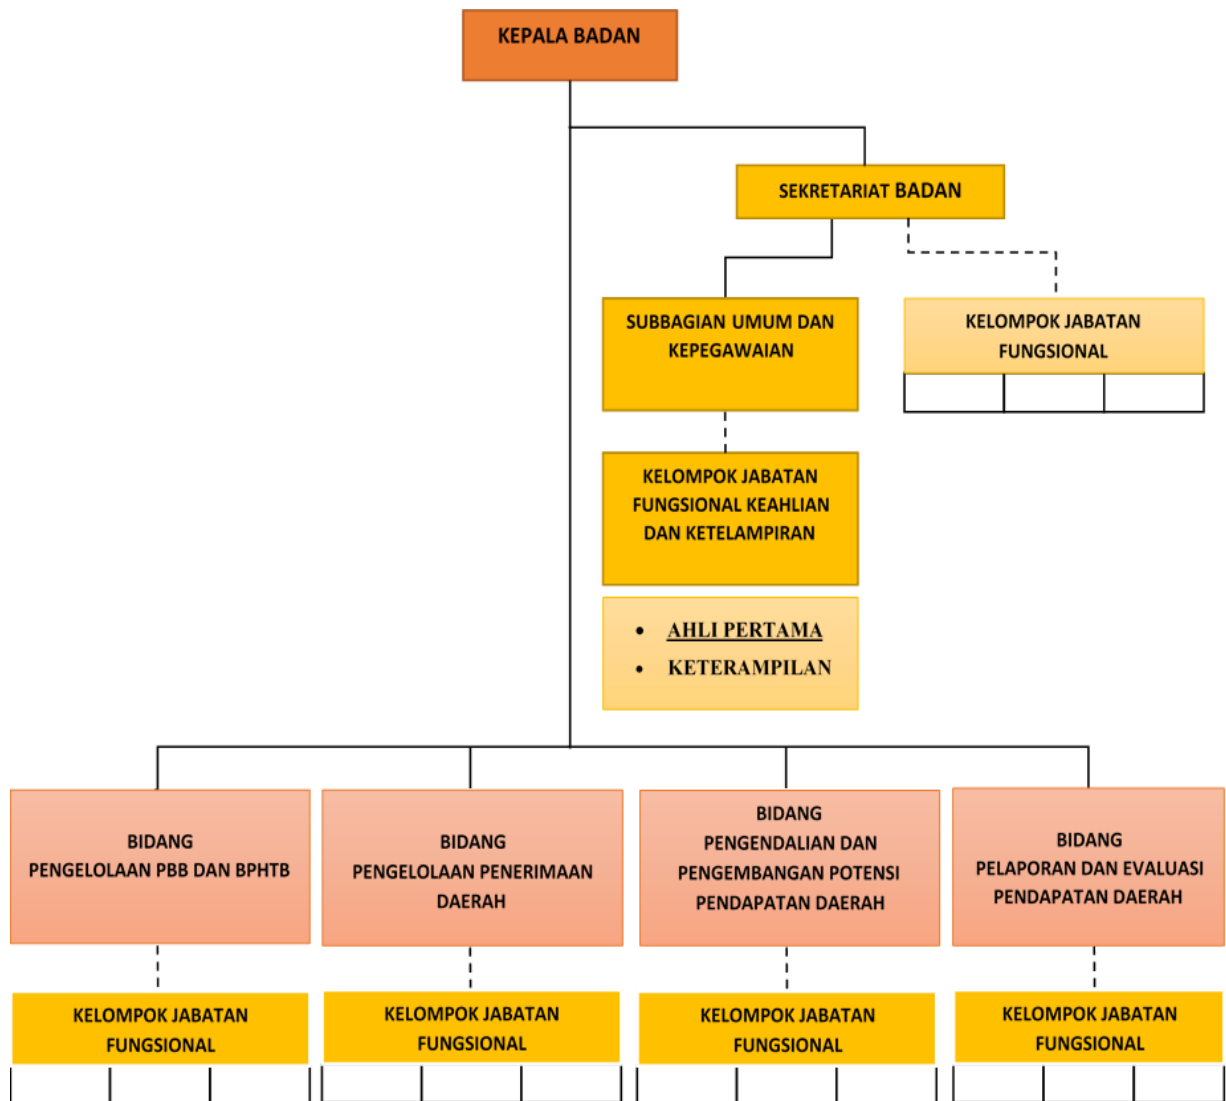 KEPALA BADAN
SEKRETARIAT BADAN
SUBBAGIAN UMUM DAN
KEPEGAWAIAN
KELOMPOK JABATAN
FUNGSIONAL
KELOMPOK JABATAN
FUNGSIONAL KEAHLIAN
DAN KETELAMPIRAN
• AHLI PERTAMA
• KETERAMPILAN
BIDANG
PENGELOLAAN PBB DAN BPHTB
BIDANG
PENGELOLAAN PENERIMAAN
DAERAH
BIDANG
PENGENDALIAN DAN
PENGEMBANGAN POTENSI
PENDAPATAN DAERAH
BIDANG
PELAPORAN DAN EVALUASI
PENDAPATAN DAERAH
KELOMPOK JABATAN
FUNGSIONAL
KELOMPOK JABATAN
FUNGSIONAL
KELOMPOK JABATAN
FUNGSIONAL
KELOMPOK JABATAN
FUNGSIONAL